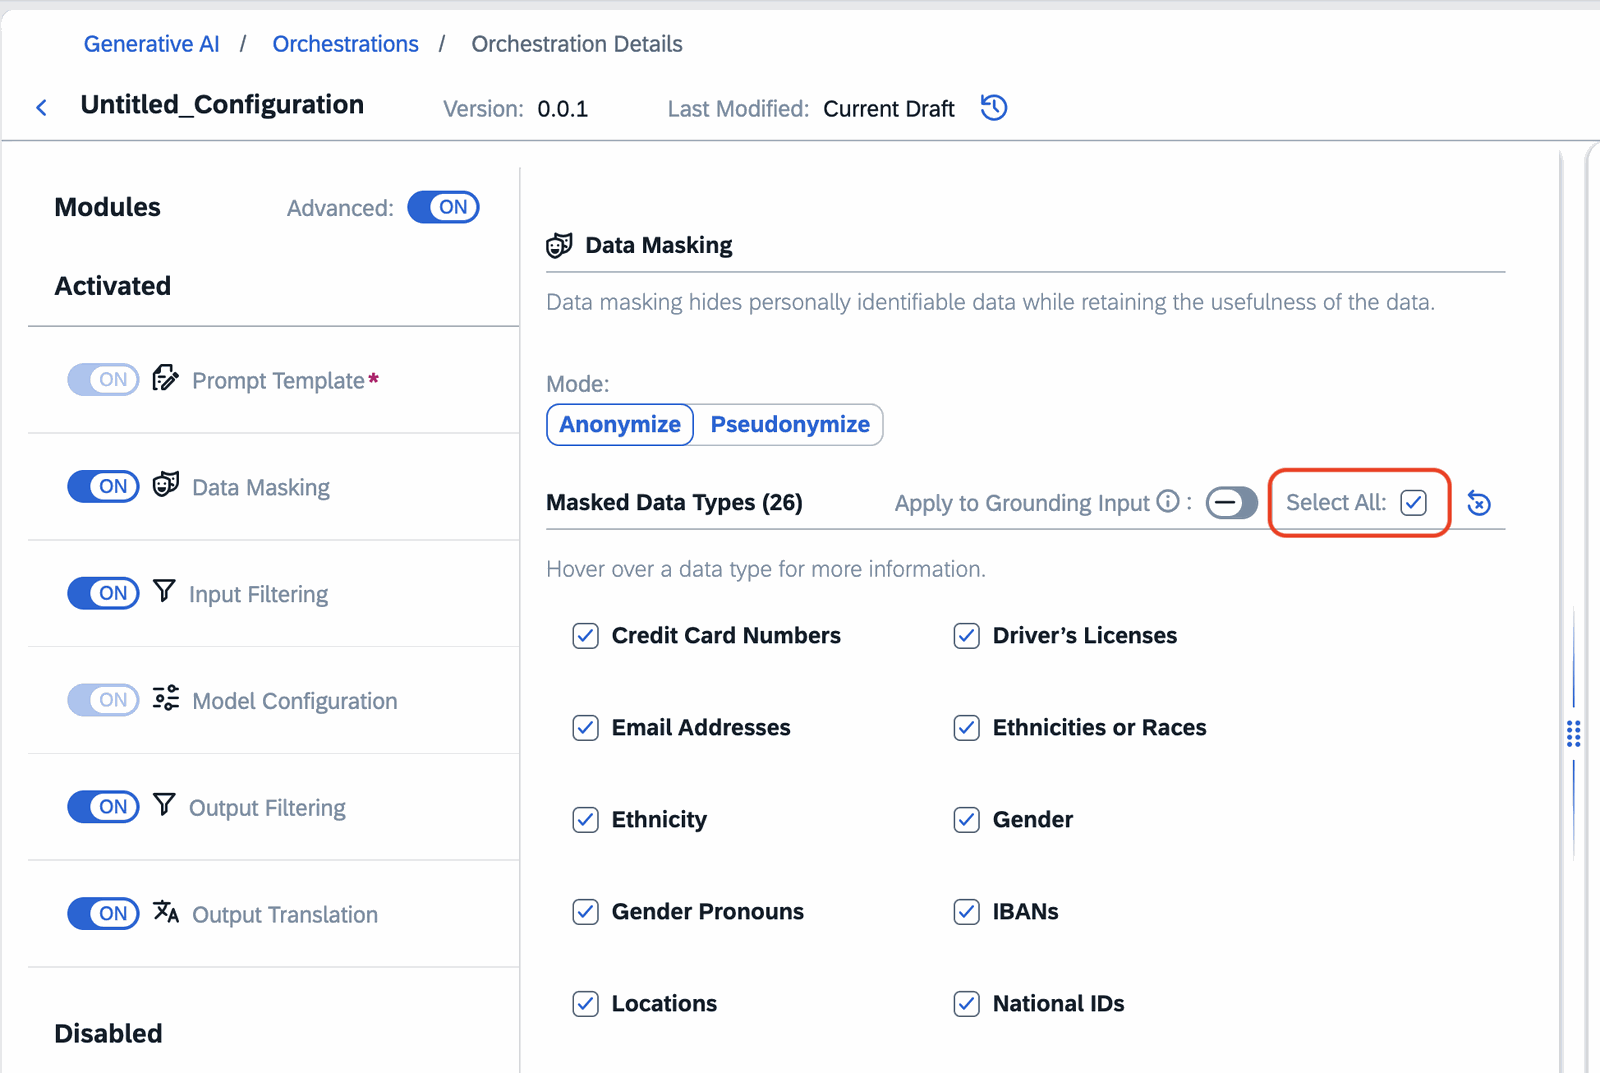 Generative AI / Orchestrations / Orchestration Details
Untitled_Configuration Version: 0.0.1 Last Modified: Current Draft
Modules Advanced: ON
Activated
ON Prompt Template*
ON Data Masking
ON Input Filtering
ON Model Configuration
ON Output Filtering
ON Output Translation
Disabled
Data Masking
Data masking hides personally identifiable data while retaining the usefulness of the data.
Mode:
Anonymize Pseudonymize
Masked Data Types (26) Apply to Grounding Input : Select All:
Hover over a data type for more information.
Credit Card Numbers Driver’s Licenses
Email Addresses Ethnicities or Races
Ethnicity Gender
Gender Pronouns IBANs
Locations National IDs